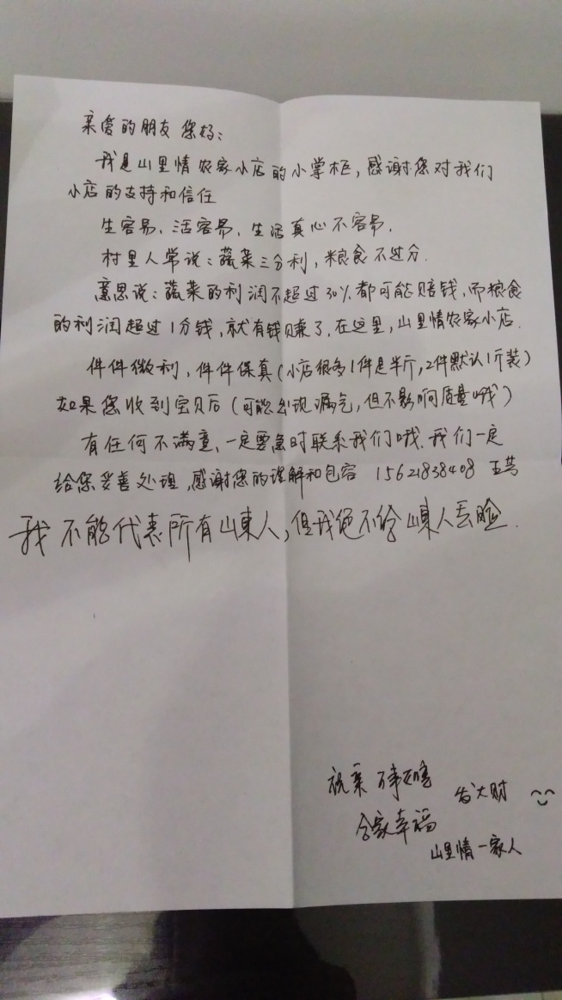 亲爱的朋友 您好：
我是山里情农家小店的小掌柜，感谢您对我们
小店的支持和信任
生容易、活容易、生活真心不容易.
村里人常说：蔬菜三分利，粮食不过分.
意思说：蔬菜的利润不超过30%都可能赔钱，而粮食
的利润超过1分钱，就有钱赚了.在这里，山里情农家小店.
件件微利，件件保真(小店很多1件是半斤，2件默认1斤装)
如果您收到宝贝后(可能出现漏气，但不影响质量哦)
有任何不满意、一定要急时联系我们哦.我们一定
给您妥善处理,感谢您的理解和包容 15621838408
我不能代表所有山東人，但我绝不给山東人丢脸.
祝亲 万事如意 发大财
合家幸福
山里情一家人